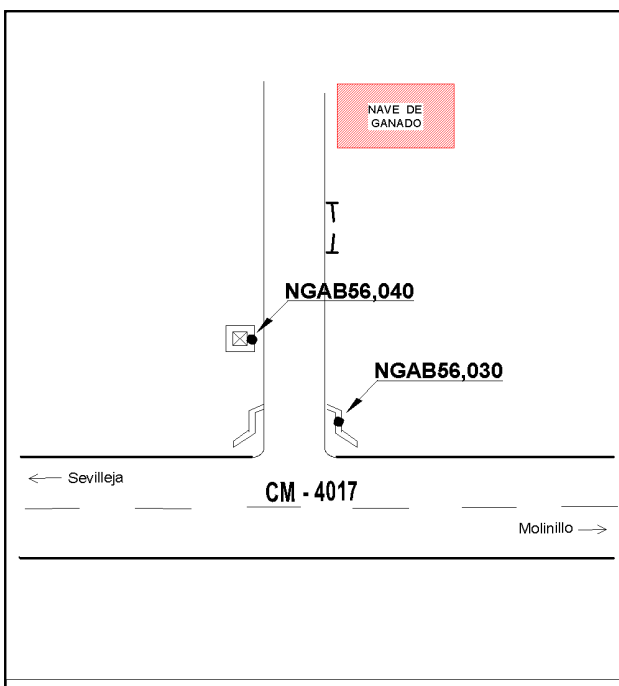 NAVE DE
GANADO
NGAB56,040
NGAB56,030
Sevilleja
CM - 4017
Molinillo